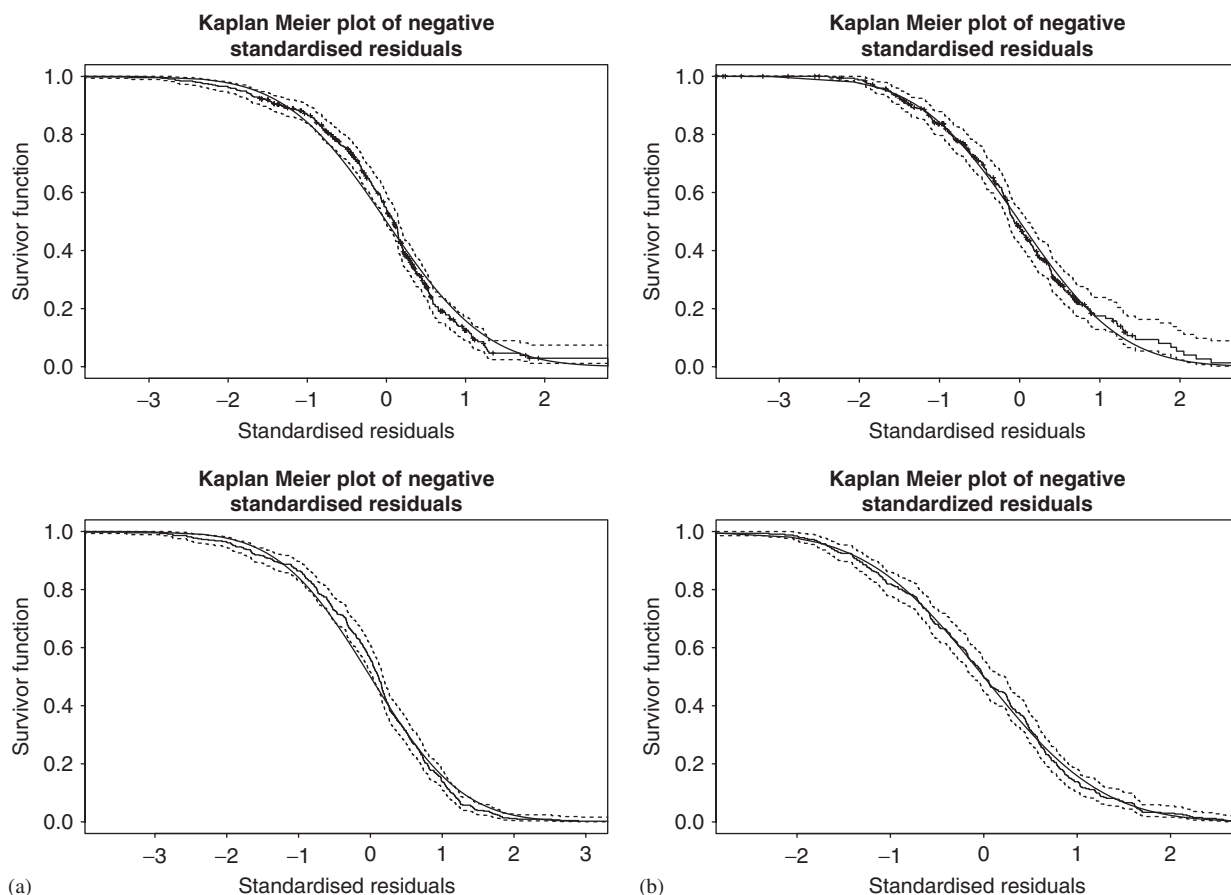 Kaplan Meier plot of negative
standardised residuals
1.0
0.8
0.6
0.4
0.2
0.0
Survivor function
−3 −2 −1 0 1 2
Standardised residuals
Kaplan Meier plot of negative
standardised residuals
1.0
0.8
0.6
0.4
0.2
0.0
Survivor function
−3 −2 −1 0 1 2
Standardised residuals
Kaplan Meier plot of negative
standardised residuals
1.0
0.8
0.6
0.4
0.2
0.0
Survivor function
−3 −2 −1 0 1 2 3
Standardised residuals
(a)
Kaplan Meier plot of negative
standardized residuals
1.0
0.8
0.6
0.4
0.2
0.0
Survivor function
−2 −1 0 1 2
Standardised residuals
(b)